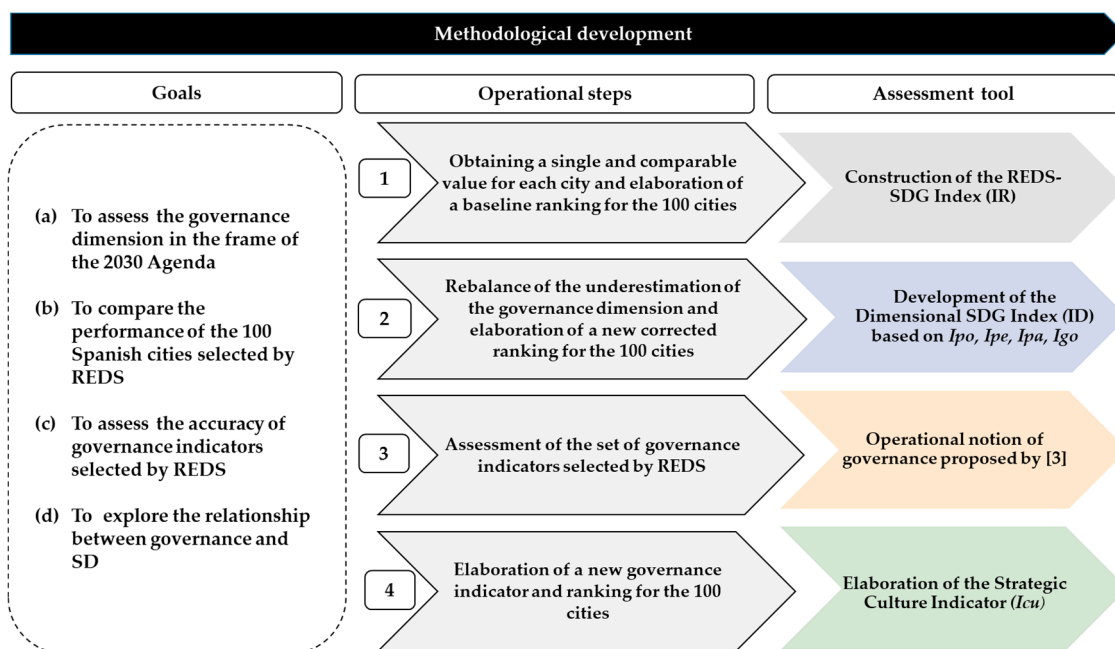 Methodological development
Goals
Operational steps
Assessment tool
(a) To assess the governance
dimension in the frame of
the 2030 Agenda
(b) To compare the
performance of the 100
Spanish cities selected by
REDS
(c) To assess the accuracy of
governance indicators
selected by REDS
(d) To explore the relationship
between governance and
SD
1
Obtaining a single and comparable
value for each city and elaboration of
a baseline ranking for the 100 cities
Construction of the REDS-
SDG Index (IR)
2
Rebalance of the underestimation of
the governance dimension and
elaboration of a new corrected
ranking for the 100 cities
Development of the
Dimensional SDG Index (ID)
based on Ipo, Ipe, Ipa, Igo
3
Assessment of the set of governance
indicators selected by REDS
Operational notion of
governance proposed by [3]
4
Elaboration of a new governance
indicator and ranking for the 100
cities
Elaboration of the Strategic
Culture Indicator (Icu)